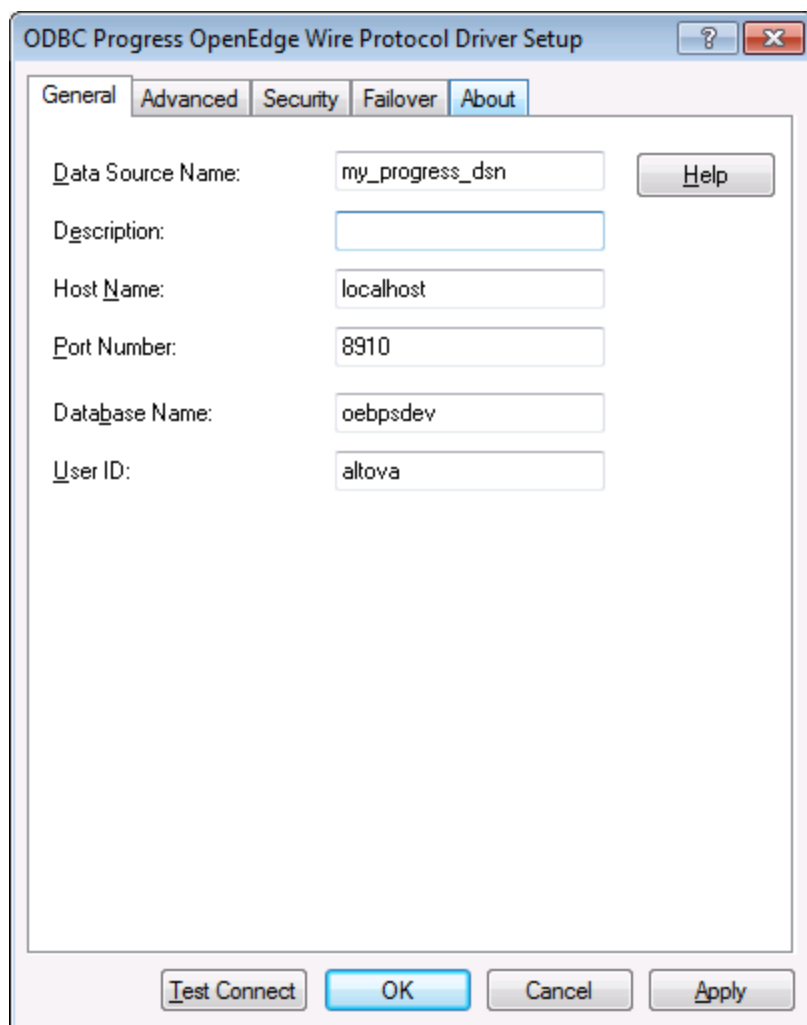 ODBC Progress OpenEdge Wire Protocol Driver Setup ?
General Advanced Security Failover About
Data Source Name: my_progress_dsn Help
Description:
Host Name: localhost
Port Number: 8910
Database Name: oebpsdev
User ID: altova
Test Connect OK Cancel Apply